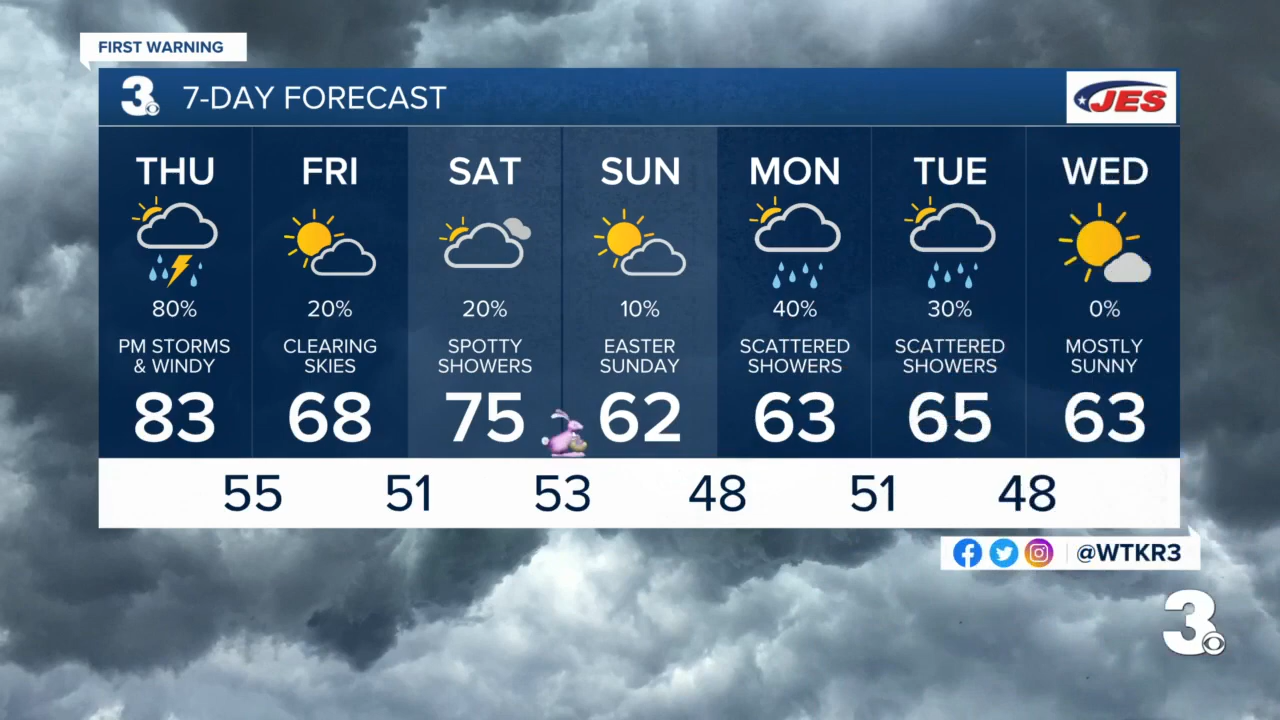 FIRST WARNING
3 7-DAY FORECAST JES
THU FRI SAT SUN MON TUE WED
80% 20% 20% 10% 40% 30% 0%
PM STORMS CLEARING SPOTTY EASTER SCATTERED SCATTERED MOSTLY
& WINDY SKIES SHOWERS SUNDAY SHOWERS SHOWERS SUNNY
83 68 75 62 63 65 63
55 51 53 48 51 48
@WTKR3
3